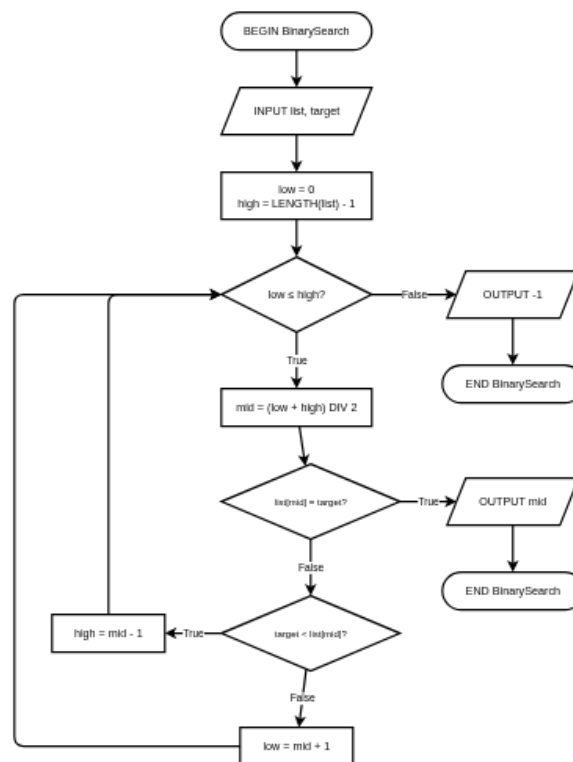 BEGIN BinarySearch
INPUT list, target
low = 0
high = LENGTH(list) - 1
low ≤ high?
False
OUTPUT -1
True
END BinarySearch
mid = (low + high) DIV 2
list[mid] = target?
True
OUTPUT mid
False
END BinarySearch
target < list[mid]?
True
high = mid - 1
False
low = mid + 1